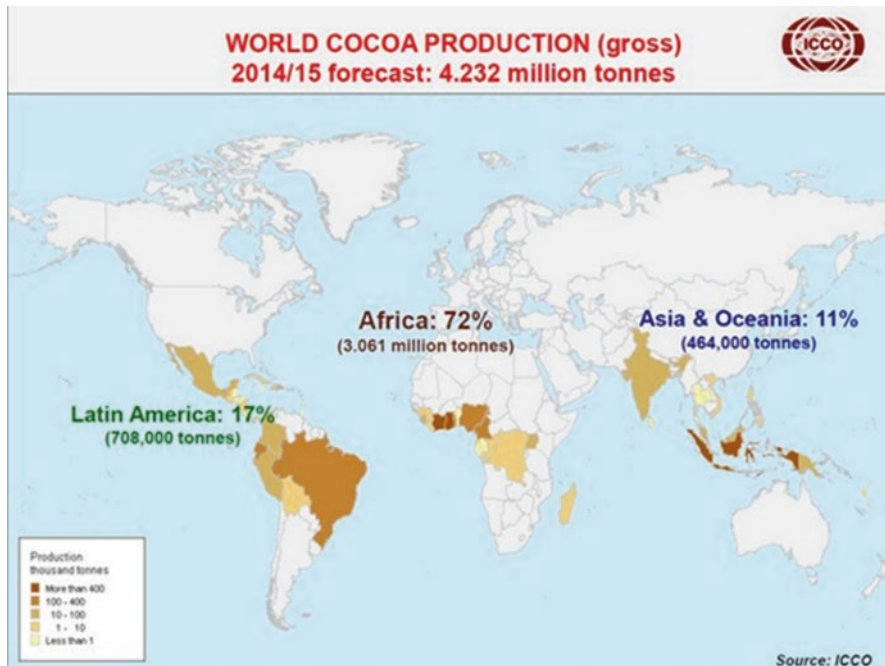 WORLD COCOA PRODUCTION (gross)
2014/15 forecast: 4.232 million tonnes
ICCO
Africa: 72%
(3.061 million tonnes)
Asia & Oceania: 11%
(464,000 tonnes)
Latin America: 17%
(708,000 tonnes)
Production
thousand tonnes
More than 400
100 - 400
10 - 100
1 - 10
Less than 1
Source: ICCO